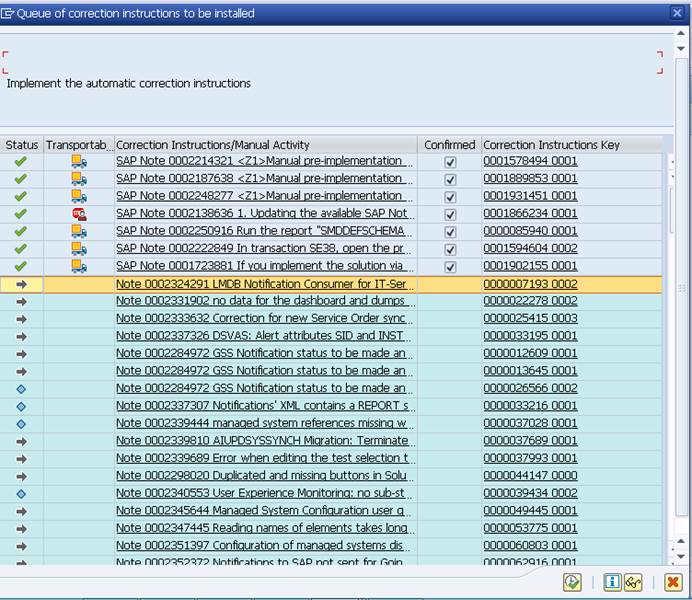 Queue of correction instructions to be installed
Implement the automatic correction instructions
Status Transportab... Correction Instructions/Manual Activity Confirmed Correction Instructions Key
SAP Note 0002214321 <Z1>Manual pre-implementation ... 0001578494 0001
SAP Note 0002187638 <Z1>Manual pre-implementation ... 0001889853 0001
SAP Note 0002248277 <Z1>Manual pre-implementation ... 0001931451 0001
SAP Note 0002138636 1. Updating the available SAP Not... 0001866234 0001
SAP Note 0002250916 Run the report "SMDDEFSCHEMA... 0000085940 0001
SAP Note 0002222849 In transaction SE38, open the pr... 0001594604 0002
SAP Note 0001723881 If you implement the solution via ... 0001902155 0001
Note 0002324291 LMDB Notification Consumer for IT-Ser... 0000007193 0002
Note 0002331902 no data for the dashboard and dumps... 0000022278 0002
Note 0002333632 Correction for new Service Order sync... 0000025415 0003
Note 0002337326 DSVAS: Alert attributes SID and INST... 0000033195 0001
Note 0002284972 GSS Notification status to be made an... 0000012609 0001
Note 0002284972 GSS Notification status to be made an... 0000013645 0001
Note 0002284972 GSS Notification status to be made an... 0000026566 0002
Note 0002337307 Notifications' XML contains a REPORT s... 0000033216 0001
Note 0002339444 managed system references missing w... 0000037028 0001
Note 0002339810 AIUPDSYSSYNCH Migration: Terminate... 0000037689 0001
Note 0002339689 Error when editing the test selection t... 0000037993 0001
Note 0002298020 Duplicated and missing buttons in Solu... 0000044147 0000
Note 0002340553 User Experience Monitoring: no sub-st... 0000039434 0002
Note 0002345644 Managed System Configuration user q... 0000049445 0001
Note 0002347445 Reading names of elements takes long... 0000053775 0001
Note 0002351397 Configuration of managed systems dis... 0000060803 0001
Note 0002352372 Notifications to SAP not sent for Goin... 0000062916 0001